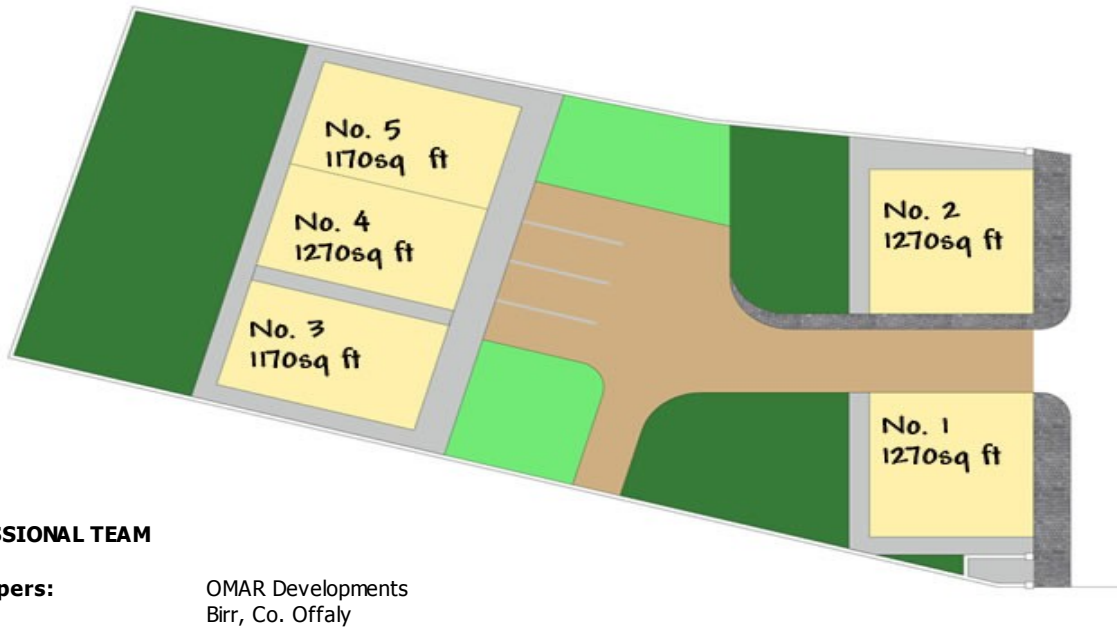 No. 5
1170sq ft
No. 4
1270sq ft
No. 3
1170sq ft
No. 2
1270sq ft
No. 1
1270sq ft
SSIONAL TEAM
pers: OMAR Developments
Birr, Co. Offaly